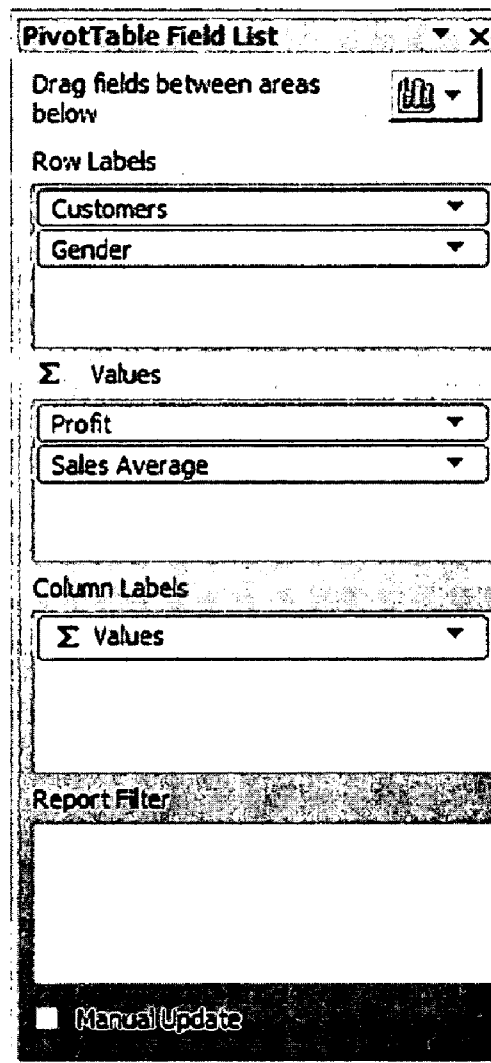 PivotTable Field List
Drag fields between areas
below
Row Labels
Customers
Gender
Σ Values
Profit
Sales Average
Column Labels
Σ Values
Report Filter
Manual Update